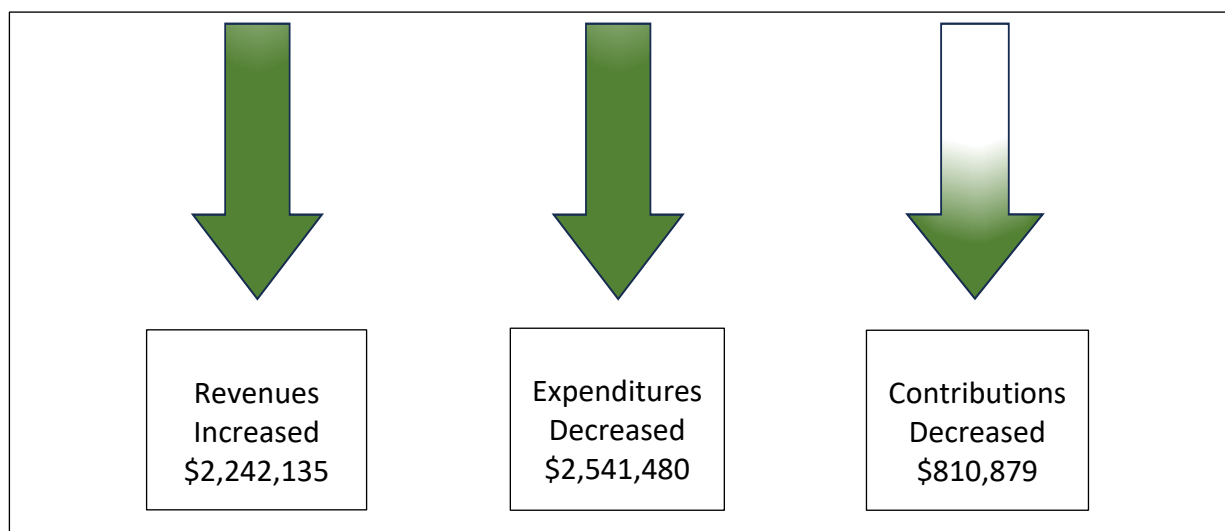 Revenues
Increased
$2,242,135
Expenditures
Decreased
$2,541,480
Contributions
Decreased
$810,879